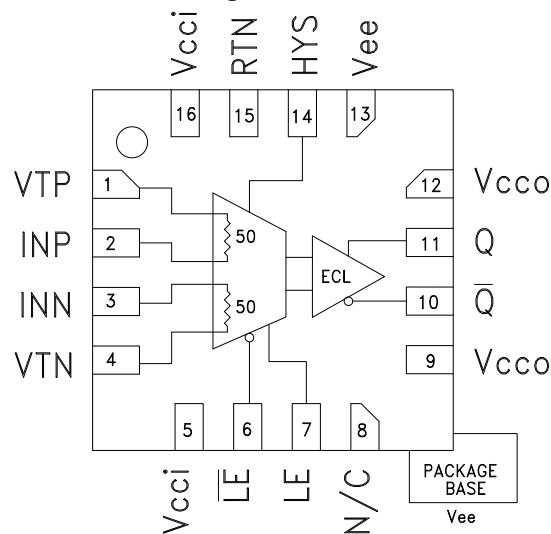 Vcci
RTN
HYS
Vee
16
15
14
13
VTP
1
12
Vcco
INP
2
50
11
Q
ECL
INN
3
50
10
Q̅
VTN
4
9
Vcco
5
6
7
8
Vcci
L̅E̅
LE
N/C
PACKAGE
BASE
Vee